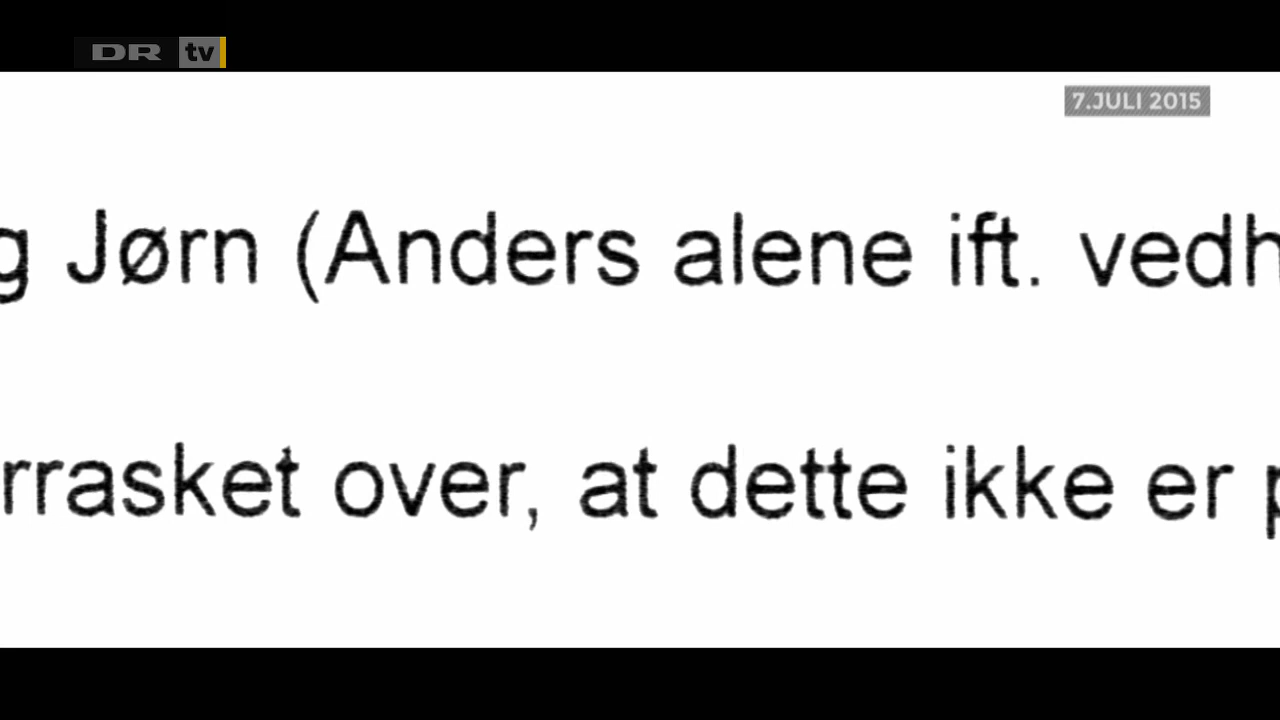 DR tv
7.JULI 2015
g Jørn (Anders alene ift. vedh
rrasket over, at dette ikke er p